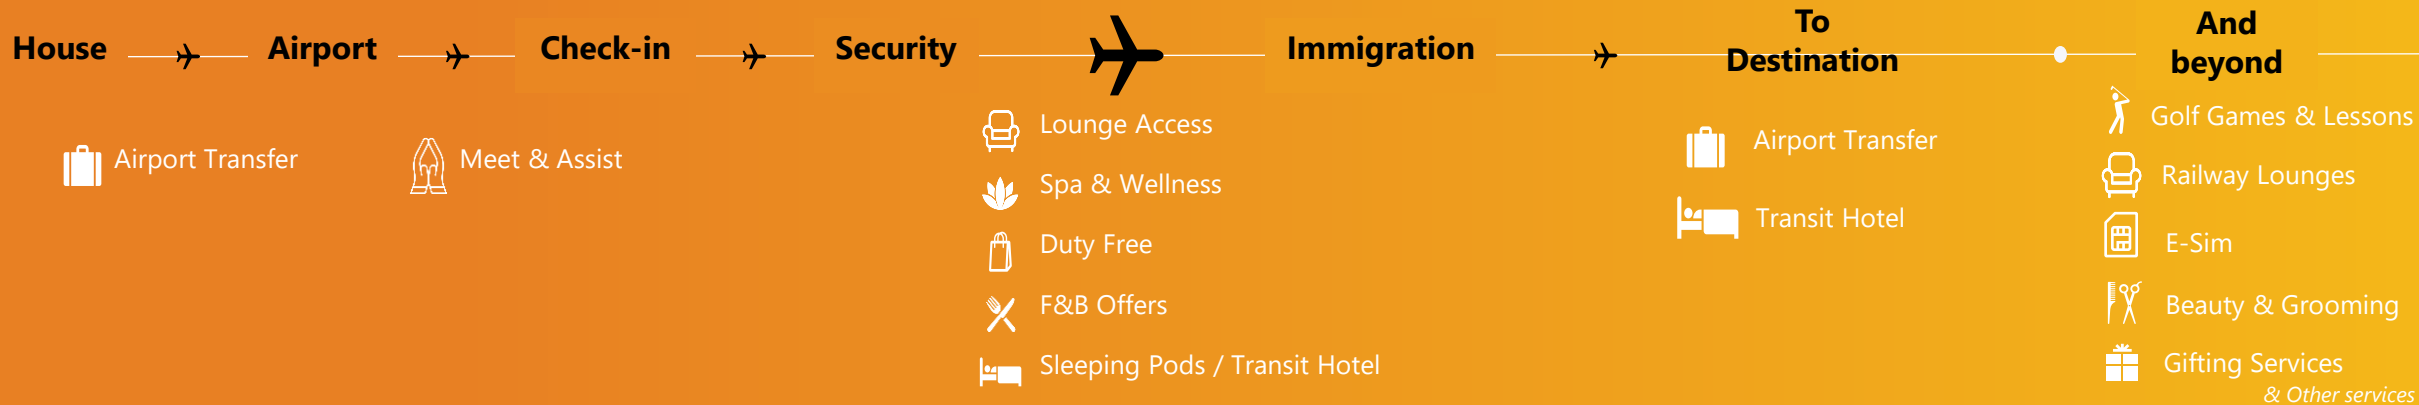 House
Airport
Check-in
Security
Immigration
To
Destination
And
beyond
Airport Transfer
Meet & Assist
Lounge Access
Spa & Wellness
Duty Free
F&B Offers
Sleeping Pods / Transit Hotel
Airport Transfer
Transit Hotel
Golf Games & Lessons
Railway Lounges
E-Sim
Beauty & Grooming
Gifting Services
& Other services